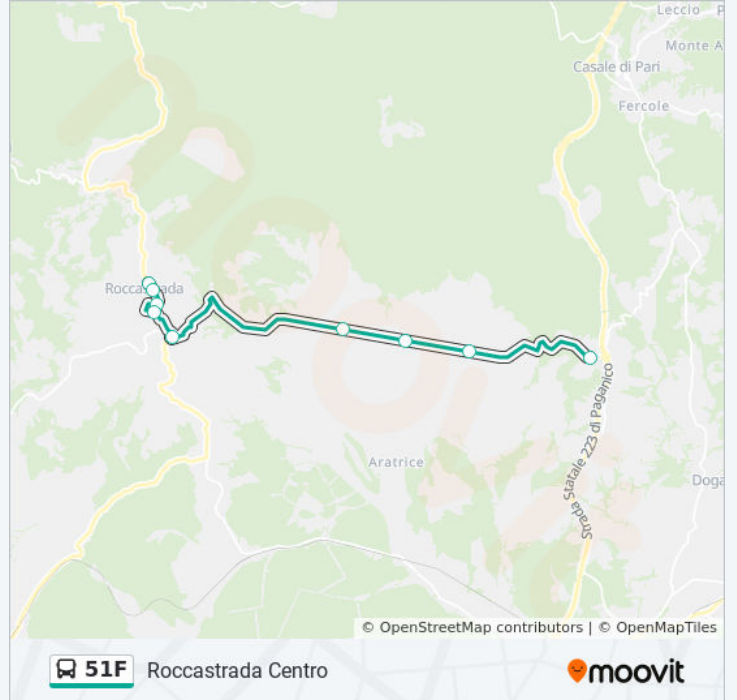 Leccio P
Monte A
Casale di Pari
Fercole
Roccastrada
Strada Statale 223 di Paganico
Aratrice
Doga
© OpenStreetMap contributors | © OpenMapTiles
51F Roccastrada Centro moovit
moovit